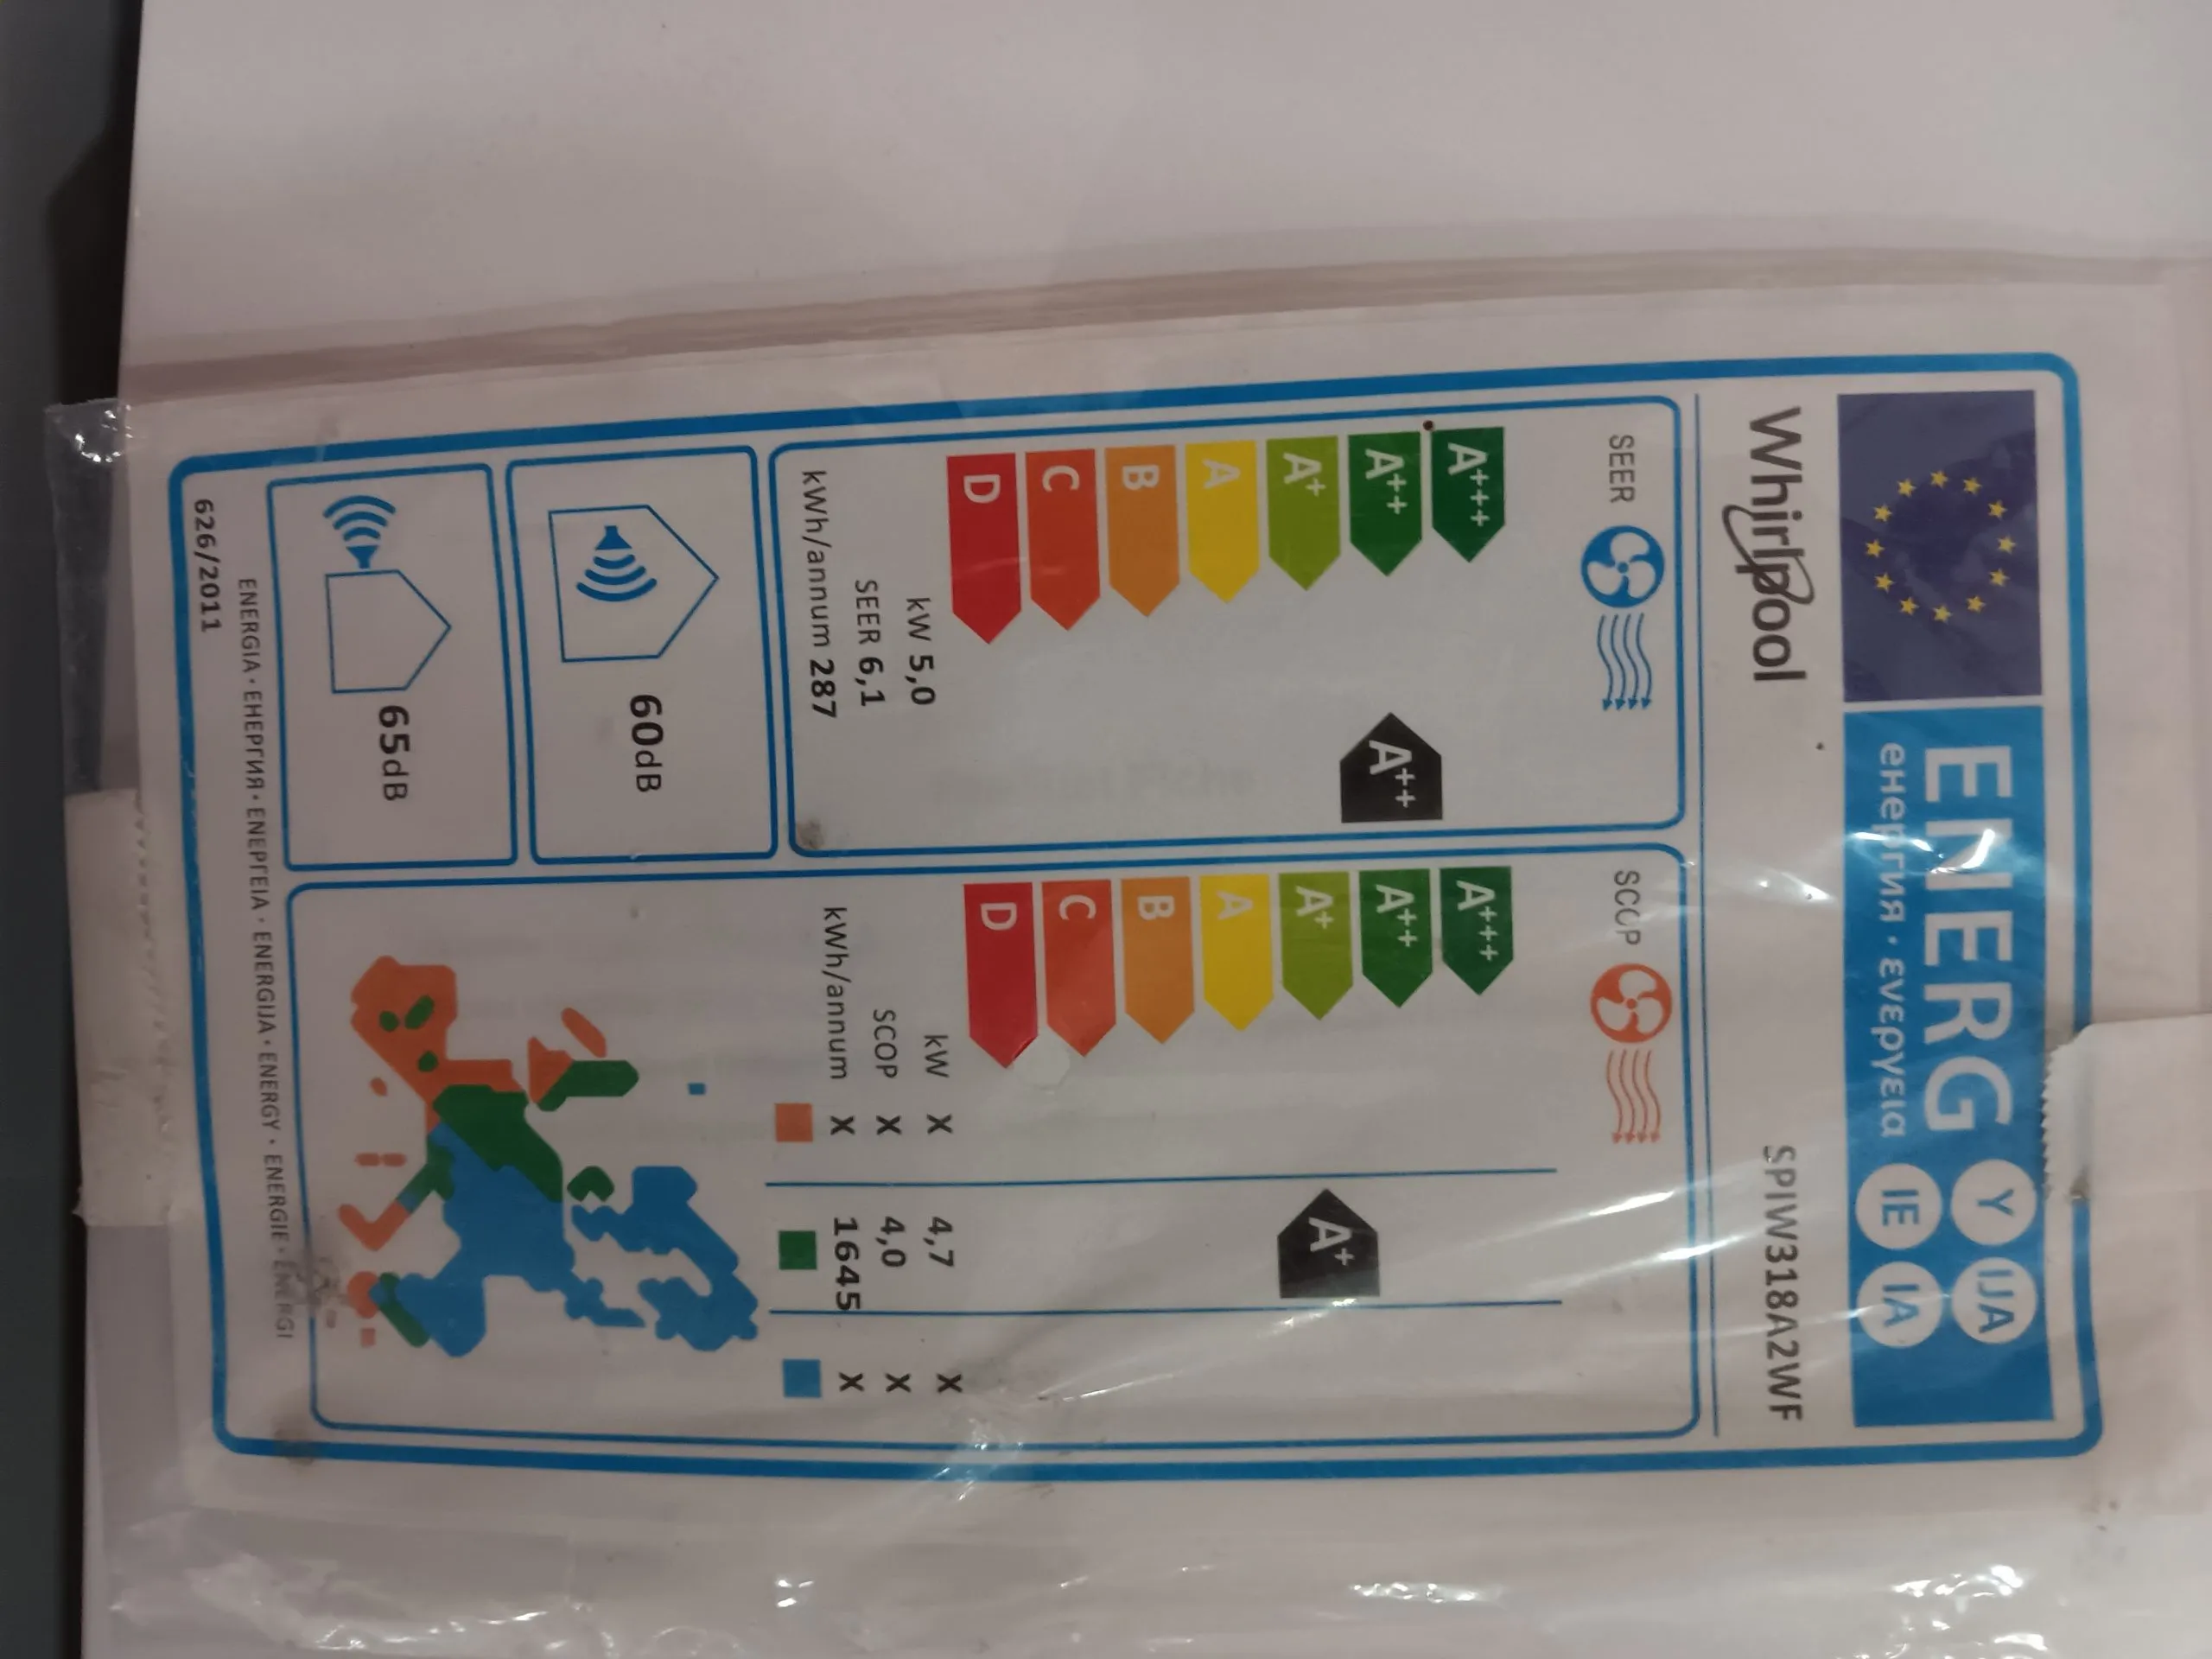 ENERG Y IJA
енергия · ενεργεια IE IA
Whirlpool SPIW318A2WF
SEER
A+++
A++
A+
A
B
C
D
A++
kW 5,0
SEER 6,1
kWh/annum 287
SCOP
A+++
A++
A+
A
B
C
D
A+
kW X 4,7 X
SCOP X 4,0 X
kWh/annum X 1645 X
60dB
65dB
ENERGIA · ЕНЕРГИЯ · ΕΝΕΡΓΕΙΑ · ENERGIJA · ENERGY · ENERGIE · ENERGI
626/2011